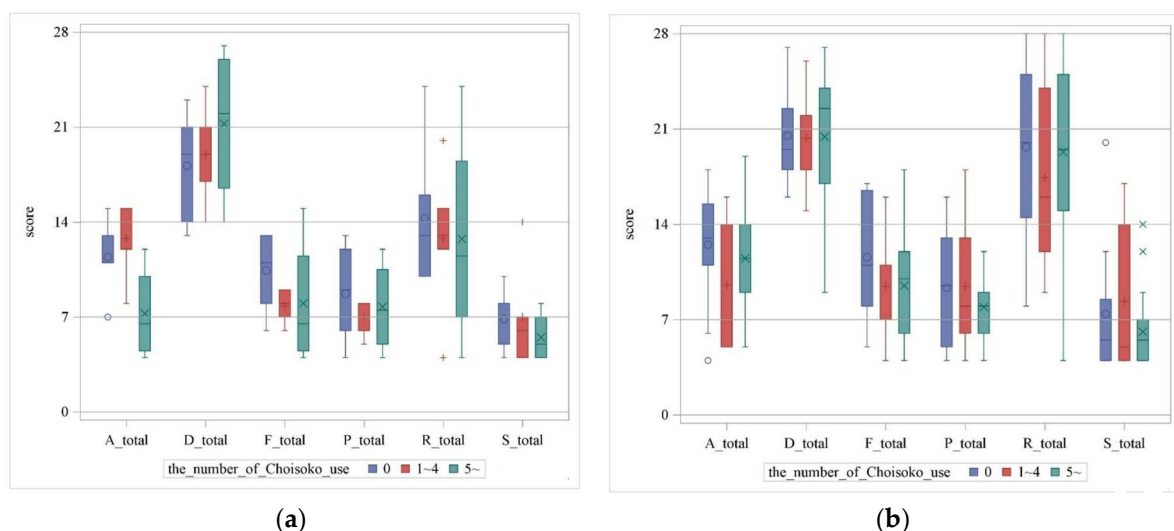 28
21
14
7
0
score
A_total D_total F_total P_total R_total S_total
the_number_of_Choisoko_use 0 1~4 5~
(a)
28
21
14
7
0
score
A_total D_total F_total P_total R_total S_total
the_number_of_Choisoko_use 0 1~4 5~
(b)